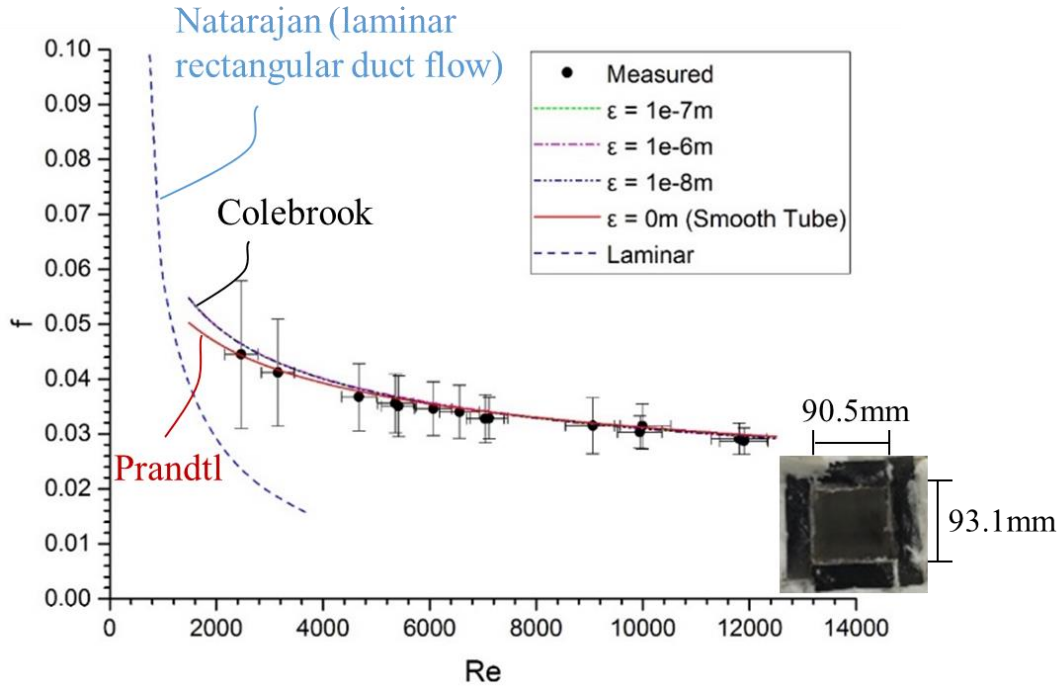 Natarajan (laminar
rectangular duct flow)
0.10
0.09
0.08
0.07
0.06
0.05
0.04
0.03
0.02
0.01
0.00
f
Measured
ε = 1e-7m
ε = 1e-6m
ε = 1e-8m
ε = 0m (Smooth Tube)
Laminar
Colebrook
Prandtl
90.5mm
93.1mm
0 2000 4000 6000 8000 10000 12000 14000
Re